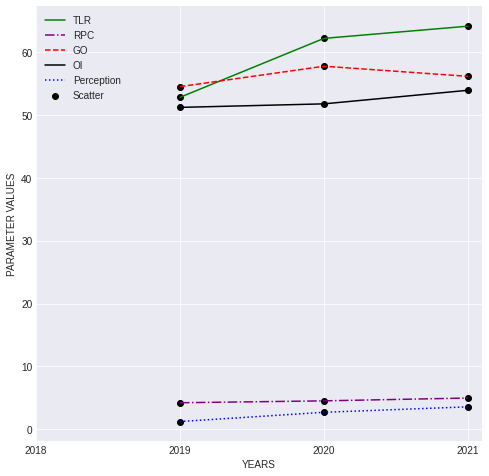 TLR
RPC
GO
OI
Perception
Scatter
60
50
40
30
20
10
0
PARAMETER VALUES
2018 2019 2020 2021
YEARS